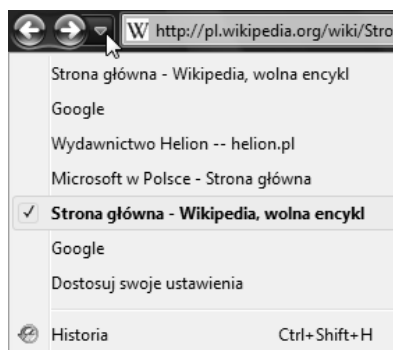 W http://pl.wikipedia.org/wiki/Stro
Strona główna - Wikipedia, wolna encykl
Google
Wydawnictwo Helion -- helion.pl
Microsoft w Polsce - Strona główna
Strona główna - Wikipedia, wolna encykl
Google
Dostosuj swoje ustawienia
Historia Ctrl+Shift+H